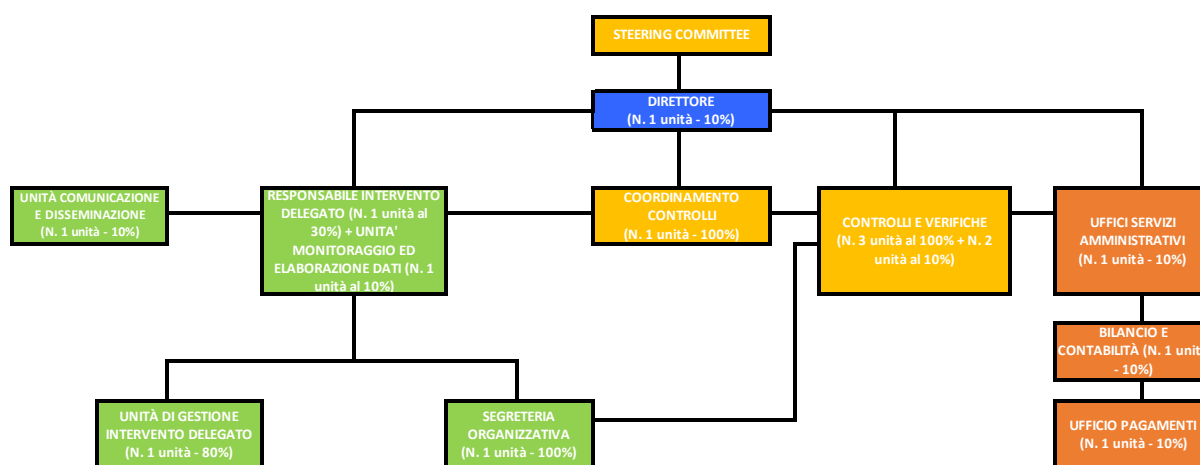 STEERING COMMITTEE
DIRETTORE
(N. 1 unità - 10%)
UNITÀ COMUNICAZIONE
E DISSEMINAZIONE
(N. 1 unità - 10%)
RESPONSABILE INTERVENTO
DELEGATO (N. 1 unità al
30%) + UNITA'
MONITORAGGIO ED
ELABORAZIONE DATI (N. 1
unità al 10%)
COORDINAMENTO
CONTROLLI
(N. 1 unità - 100%)
CONTROLLI E VERIFICHE
(N. 3 unità al 100% + N. 2
unità al 10%)
UFFICI SERVIZI
AMMINISTRATIVI
(N. 1 unità - 10%)
BILANCIO E
CONTABILITÀ (N. 1 unit
- 10%)
UNITÀ DI GESTIONE
INTERVENTO DELEGATO
(N. 1 unità - 80%)
SEGRETERIA
ORGANIZZATIVA
(N. 1 unità - 100%)
UFFICIO PAGAMENTI
(N. 1 unità - 10%)